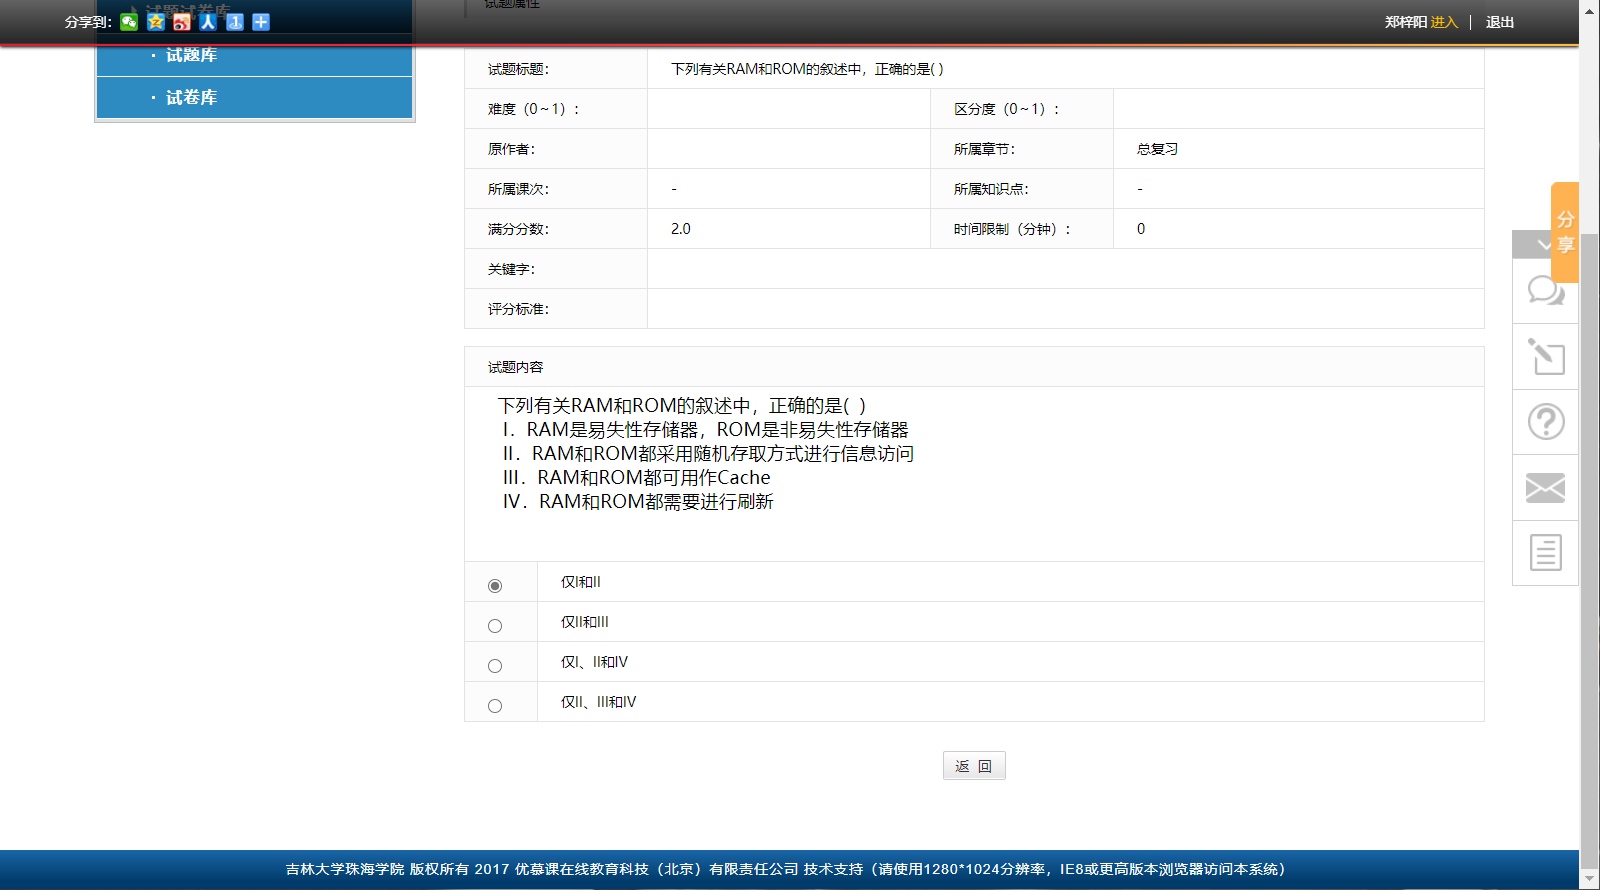 试题试卷库
试题属性
分享到：
郑梓阳 进入 | 退出
· 试题库
· 试卷库
试题标题： 下列有关RAM和ROM的叙述中，正确的是( )
难度（0～1）： 区分度（0～1）：
原作者： 所属章节： 总复习
所属课次： - 所属知识点： -
满分分数： 2.0 时间限制（分钟）： 0
关键字：
评分标准：
分享
试题内容
下列有关RAM和ROM的叙述中，正确的是( )
I．RAM是易失性存储器，ROM是非易失性存储器
II．RAM和ROM都采用随机存取方式进行信息访问
III．RAM和ROM都可用作Cache
IV．RAM和ROM都需要进行刷新
仅I和II
仅II和III
仅I、II和IV
仅II、III和IV
返 回
吉林大学珠海学院 版权所有 2017 优慕课在线教育科技（北京）有限责任公司 技术支持（请使用1280*1024分辨率，IE8或更高版本浏览器访问本系统）